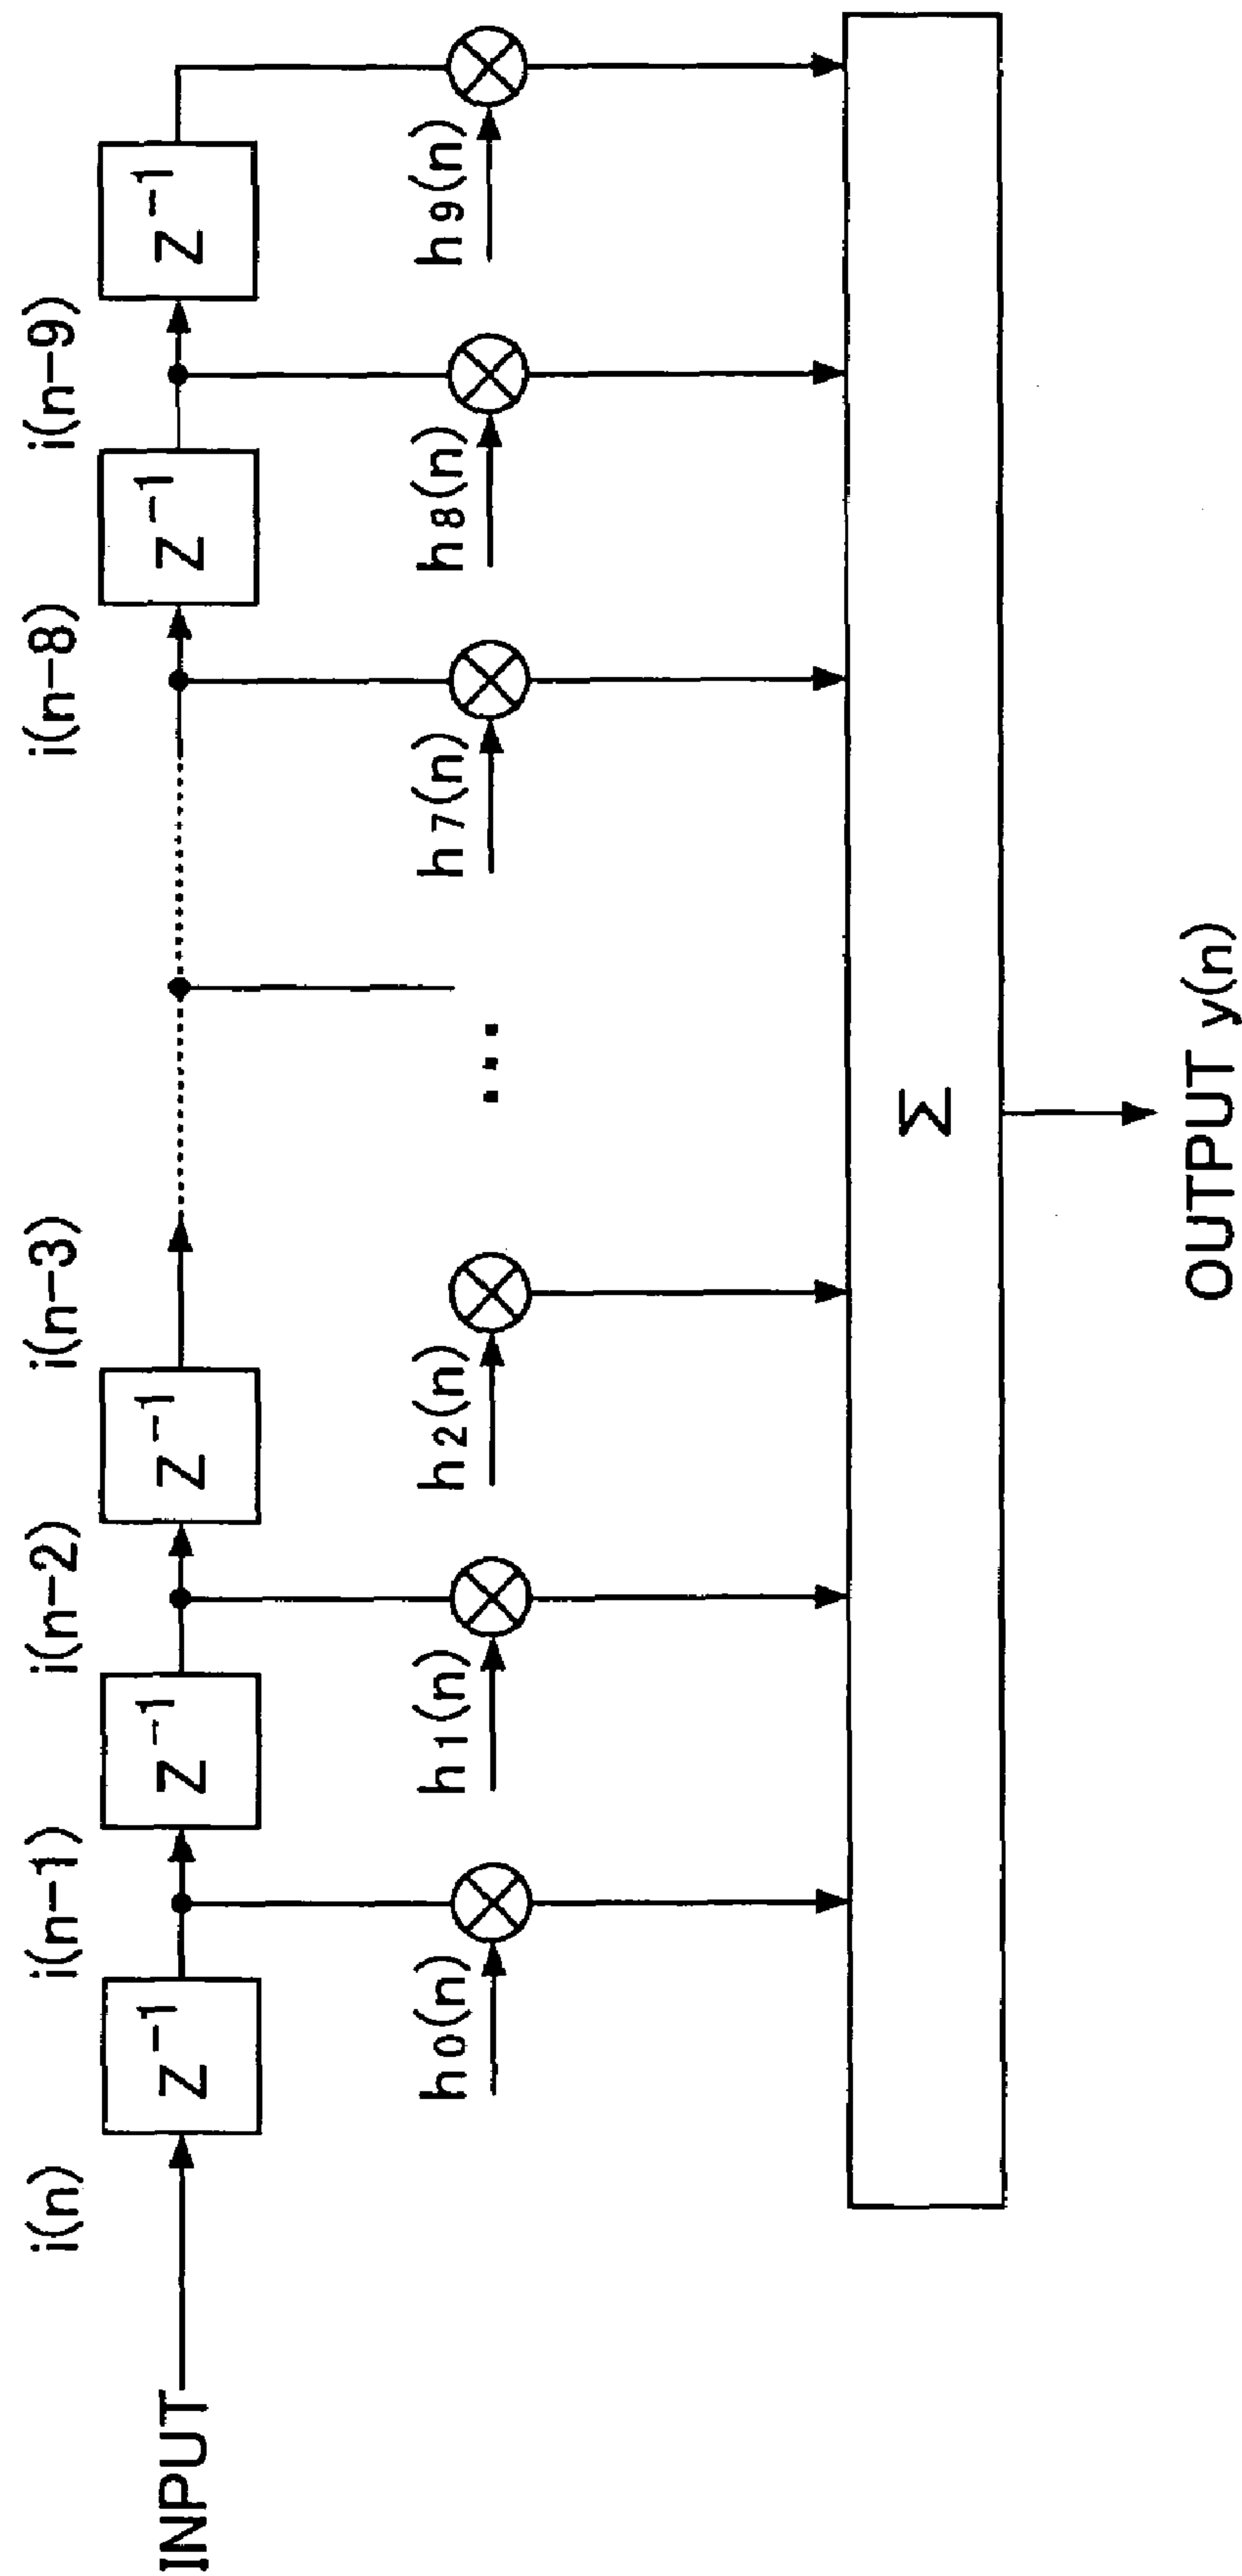 i(n)
i(n-1)
i(n-2)
i(n-3)
i(n-8)
i(n-9)
INPUT
Z⁻¹
Z⁻¹
Z⁻¹
Z⁻¹
Z⁻¹
h0(n)
h1(n)
h2(n)
...
h7(n)
h8(n)
h9(n)
Σ
OUTPUT y(n)